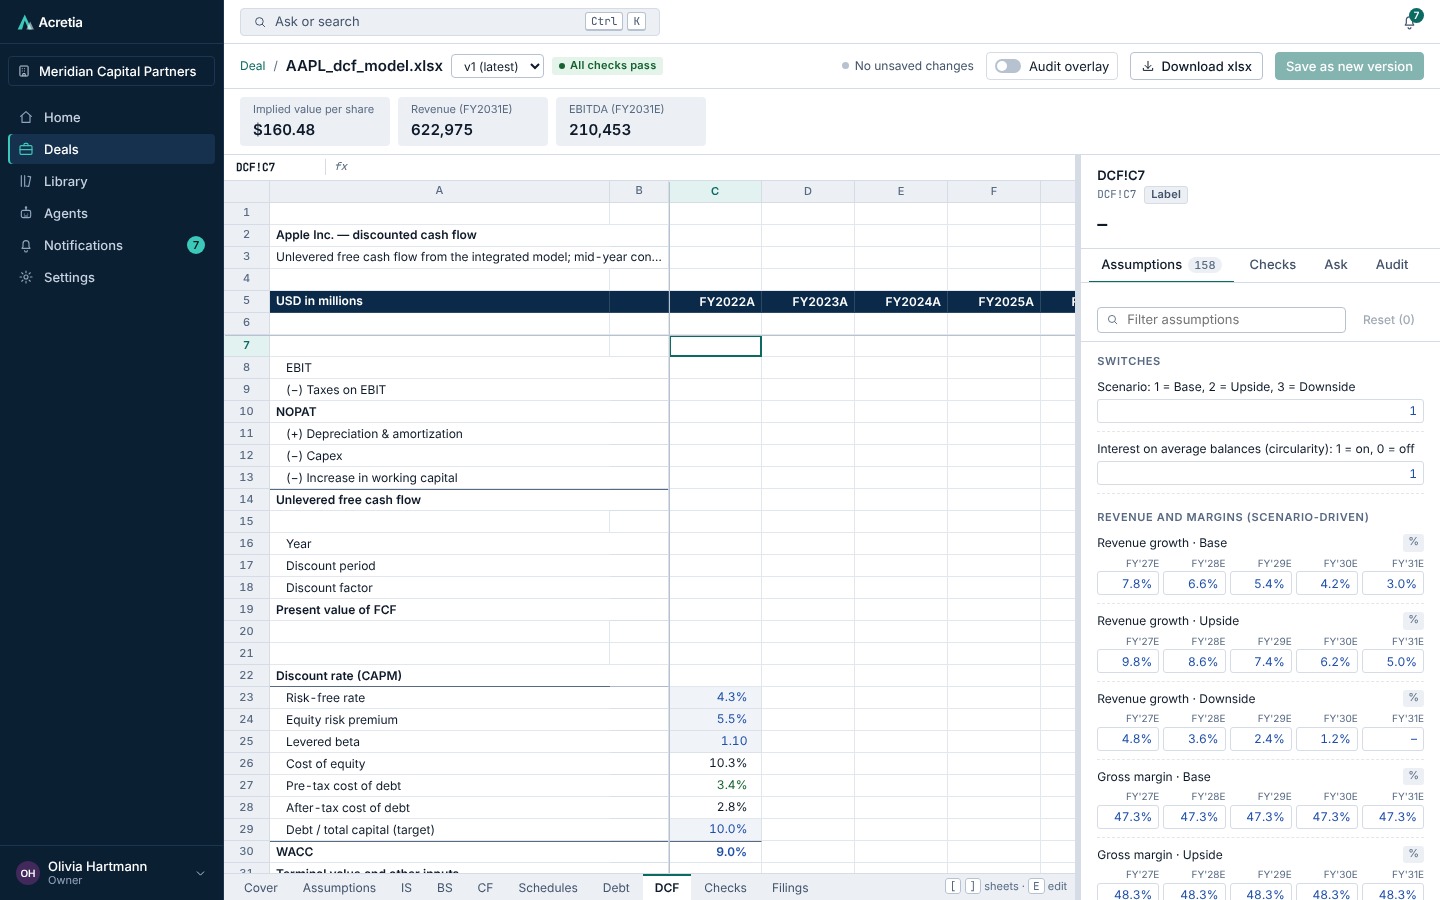 Acretia
Ask or search
Ctrl K
7
Meridian Capital Partners
Home
Deals
Library
Agents
Notifications 7
Settings
Olivia Hartmann
OH
Owner
Deal / AAPL_dcf_model.xlsx v1 (latest) All checks pass
No unsaved changes Audit overlay Download xlsx Save as new version
Implied value per share
$160.48
Revenue (FY2031E)
622,975
EBITDA (FY2031E)
210,453
DCF!C7 fx
A B C D E F
1
2 Apple Inc. — discounted cash flow
3 Unlevered free cash flow from the integrated model; mid-year con...
4
5 USD in millions FY2022A FY2023A FY2024A FY2025A F
6
7
8 EBIT
9 (−) Taxes on EBIT
10 NOPAT
11 (+) Depreciation & amortization
12 (−) Capex
13 (−) Increase in working capital
14 Unlevered free cash flow
15
16 Year
17 Discount period
18 Discount factor
19 Present value of FCF
20
21
22 Discount rate (CAPM)
23 Risk-free rate 4.3%
24 Equity risk premium 5.5%
25 Levered beta 1.10
26 Cost of equity 10.3%
27 Pre-tax cost of debt 3.4%
28 After-tax cost of debt 2.8%
29 Debt / total capital (target) 10.0%
30 WACC 9.0%
31 Terminal value and other inputs
Cover Assumptions IS BS CF Schedules Debt DCF Checks Filings
[ ] sheets · E edit
DCF!C7
DCF!C7 Label
–
Assumptions 158 Checks Ask Audit
Filter assumptions Reset (0)
SWITCHES
Scenario: 1 = Base, 2 = Upside, 3 = Downside
1
Interest on average balances (circularity): 1 = on, 0 = off
1
REVENUE AND MARGINS (SCENARIO-DRIVEN)
Revenue growth · Base %
FY'27E FY'28E FY'29E FY'30E FY'31E
7.8% 6.6% 5.4% 4.2% 3.0%
Revenue growth · Upside %
FY'27E FY'28E FY'29E FY'30E FY'31E
9.8% 8.6% 7.4% 6.2% 5.0%
Revenue growth · Downside %
FY'27E FY'28E FY'29E FY'30E FY'31E
4.8% 3.6% 2.4% 1.2% –
Gross margin · Base %
FY'27E FY'28E FY'29E FY'30E FY'31E
47.3% 47.3% 47.3% 47.3% 47.3%
Gross margin · Upside %
FY'27E FY'28E FY'29E FY'30E FY'31E
48.3% 48.3% 48.3% 48.3% 48.3%